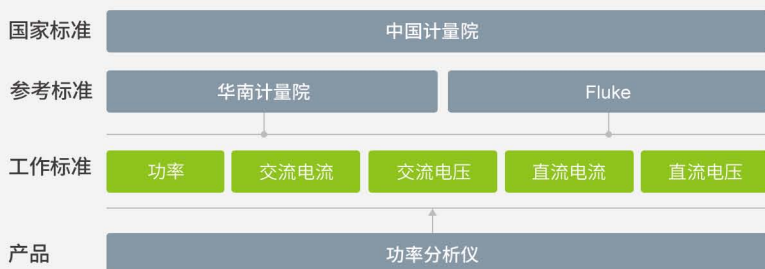 国家标准 中国计量院
参考标准 华南计量院 Fluke
工作标准 功率 交流电流 交流电压 直流电流 直流电压
产品 功率分析仪